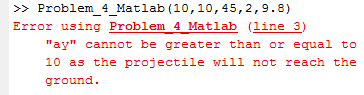 >> Problem_4_Matlab(10,10,45,2,9.8)
Error using Problem_4_Matlab (line 3)
"ay" cannot be greater than or equal to
10 as the projectile will not reach the
ground.